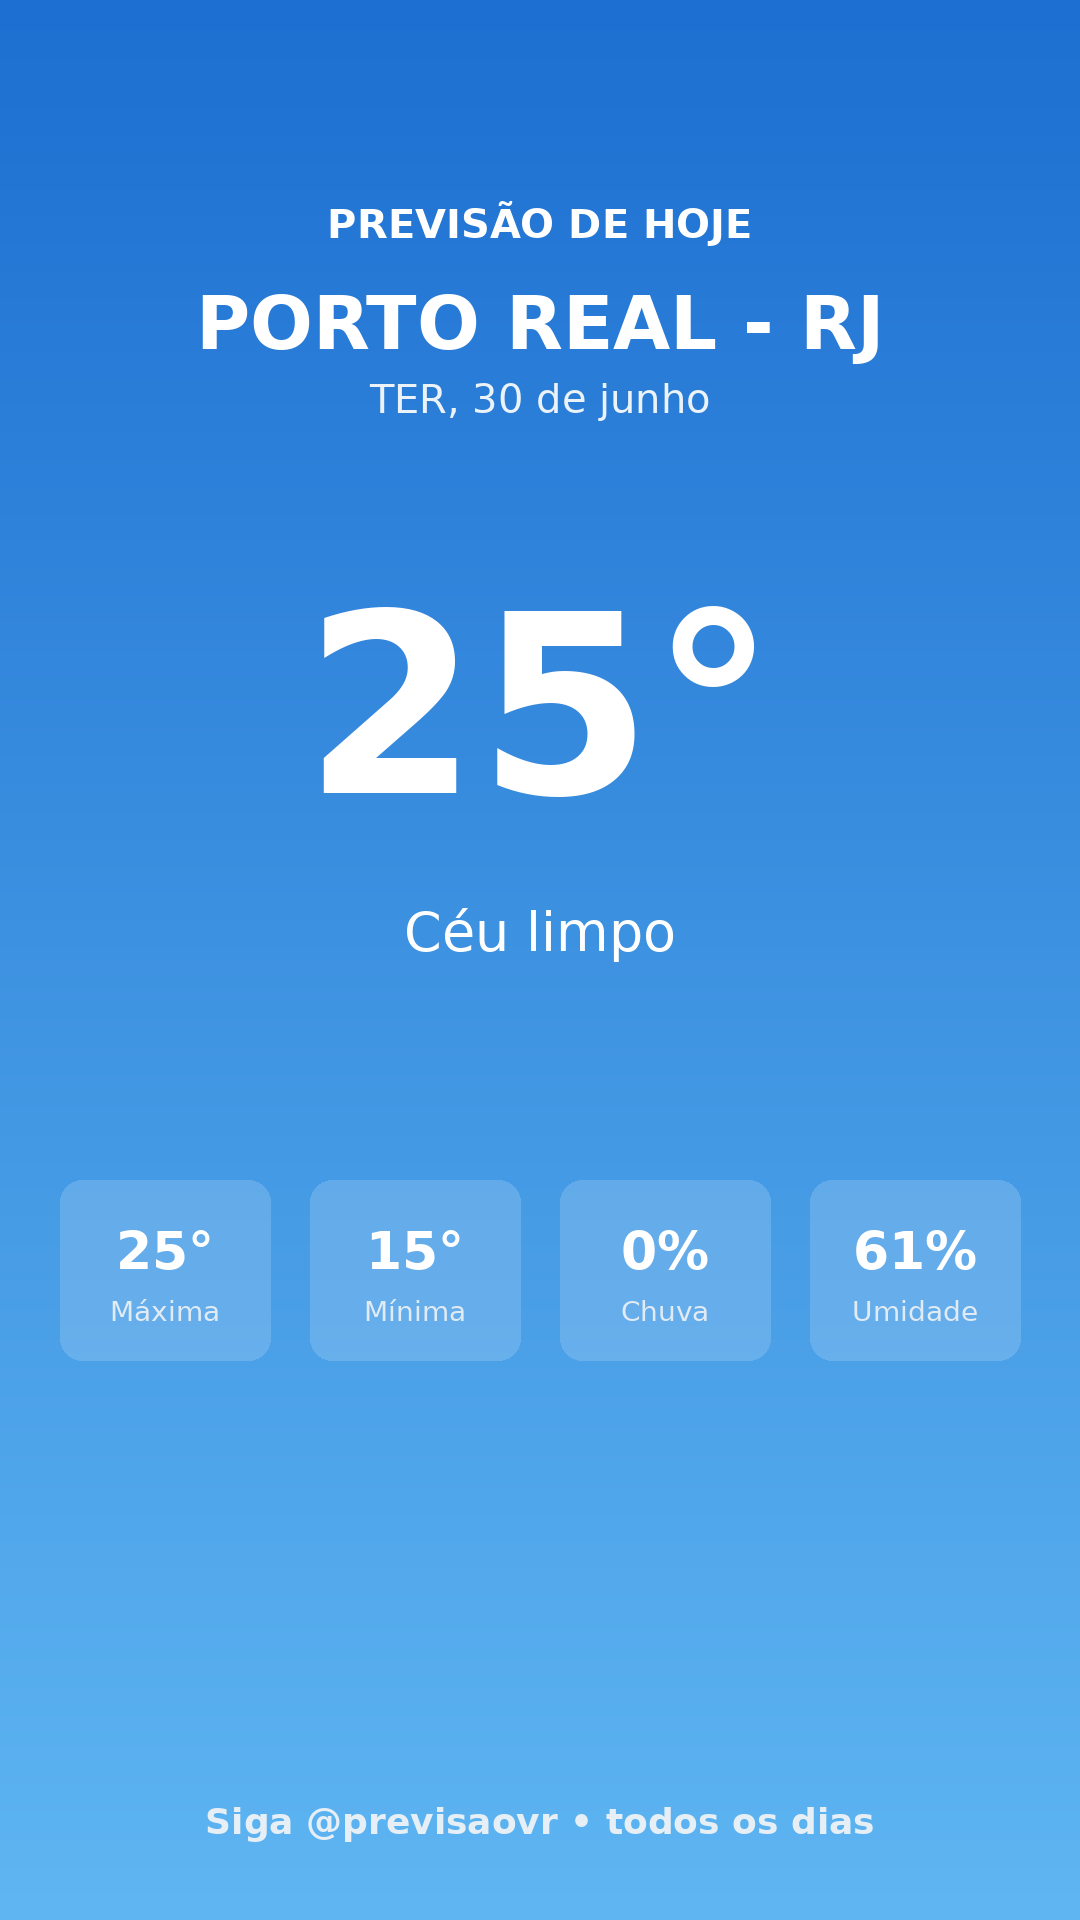 PREVISÃO DE HOJE
PORTO REAL - RJ
TER, 30 de junho
25°
Céu limpo
25° 15° 0% 61%
Máxima Mínima Chuva Umidade
Siga @previsaovr • todos os dias